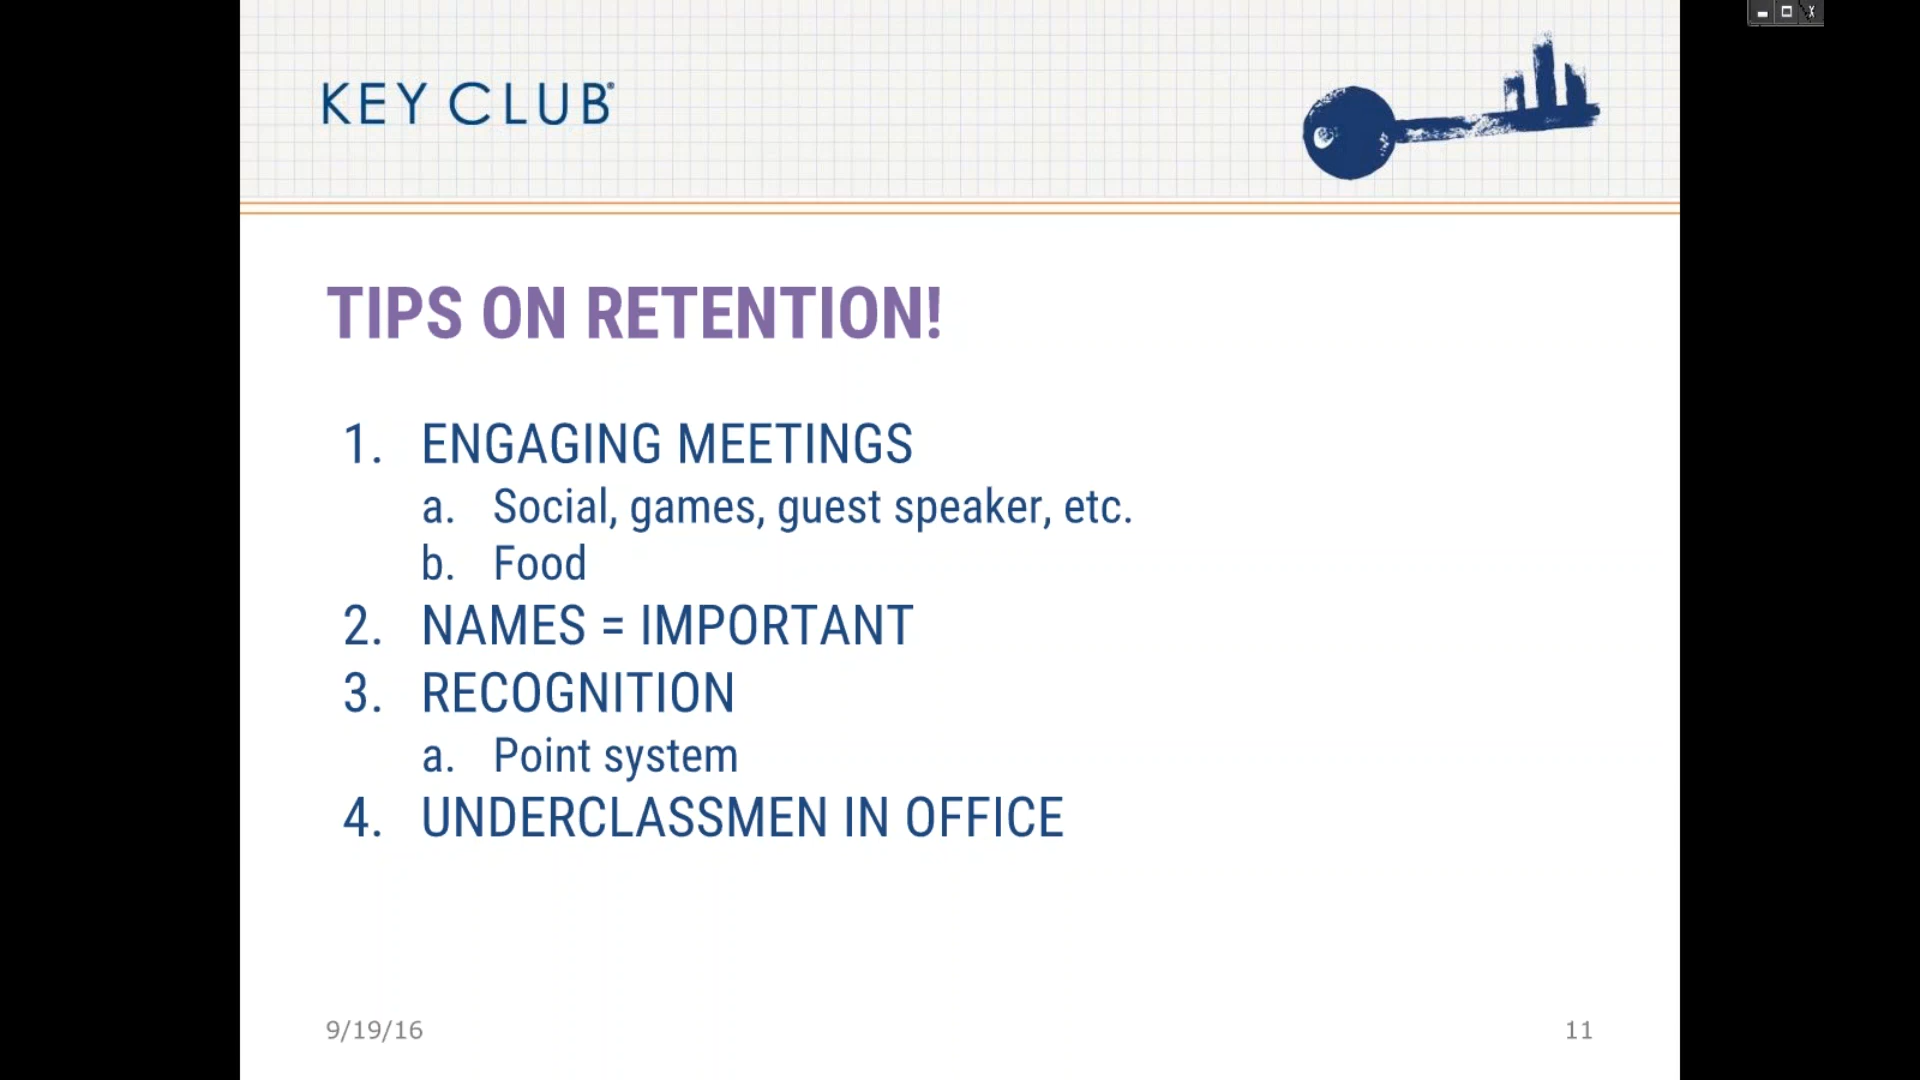 KEY CLUB®
TIPS ON RETENTION!
1. ENGAGING MEETINGS
a. Social, games, guest speaker, etc.
b. Food
2. NAMES = IMPORTANT
3. RECOGNITION
a. Point system
4. UNDERCLASSMEN IN OFFICE
9/19/16
11